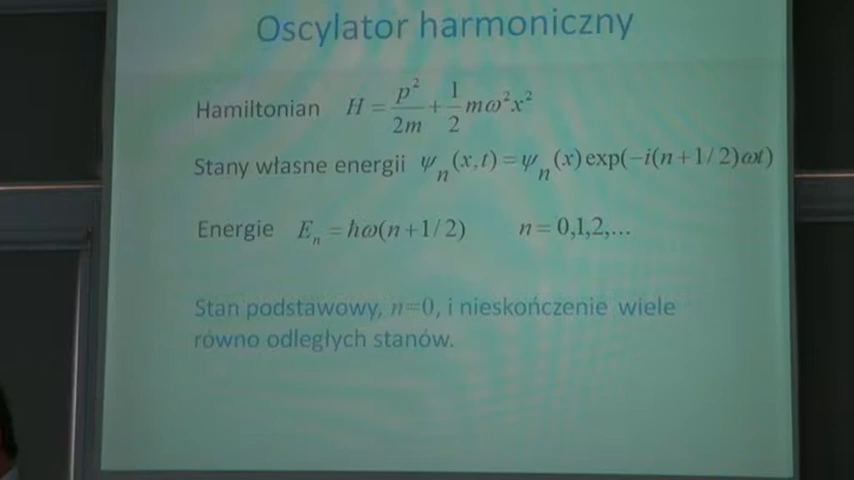 Oscylator harmoniczny
Hamiltonian H = p²/2m + 1/2 mω²x²
Stany własne energii ψₙ(x,t) = ψₙ(x)exp(−i(n+1/2)ωt)
Energie Eₙ = ħω(n+1/2) n = 0,1,2,...
Stan podstawowy, n=0, i nieskończenie wiele
równo odległych stanów.